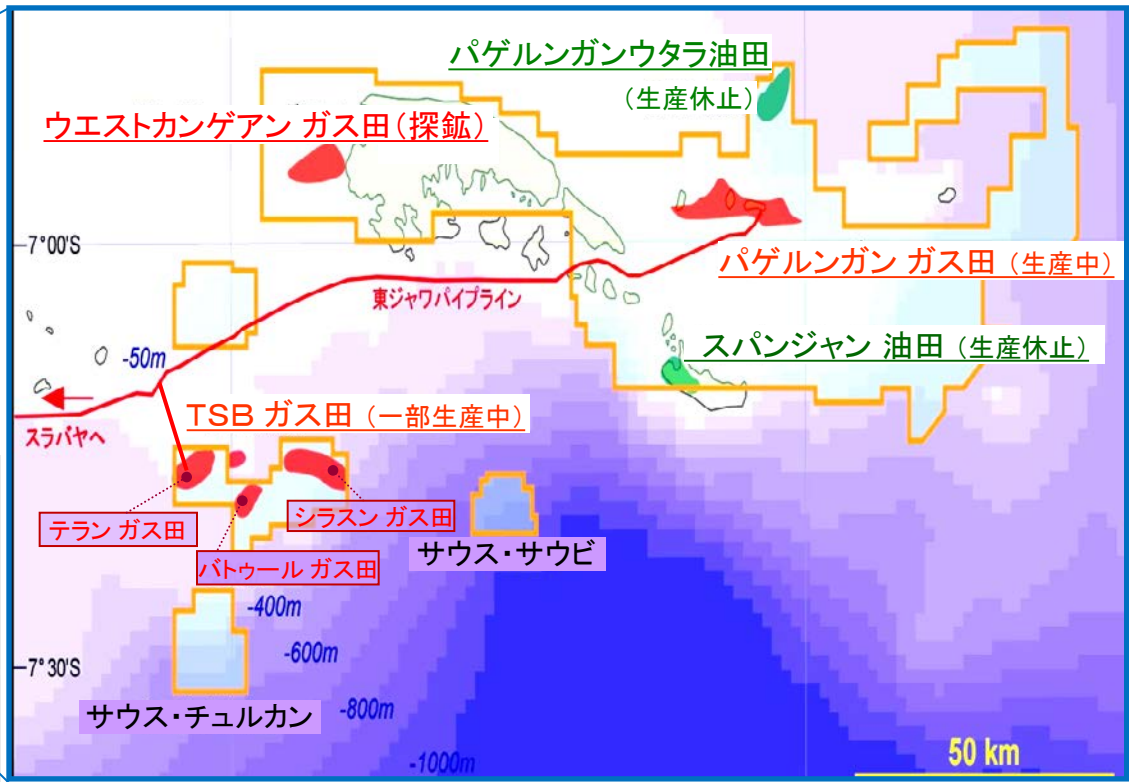 パゲルンガンウタラ油田
（生産休止）
ウエストカンゲアン ガス田（探鉱）
7°00'S
パゲルンガン ガス田（生産中）
東ジャワパイプライン
スパンジャン 油田（生産休止）
-50m
TSB ガス田（一部生産中）
スラバヤへ
テラン ガス田
シラスン ガス田
バトゥール ガス田
サウス・サウビ
-400m
-600m
7°30'S
サウス・チュルカン
-800m
-1000m
50 km